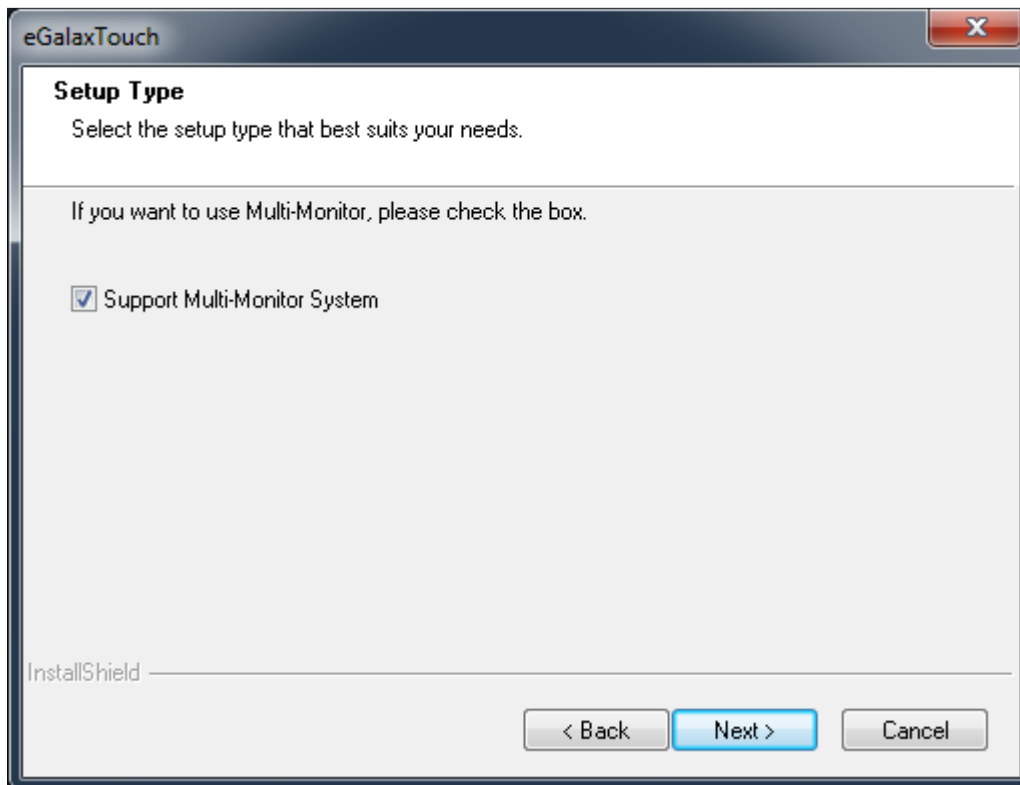 eGalaxTouch
Setup Type
Select the setup type that best suits your needs.
If you want to use Multi-Monitor, please check the box.
Support Multi-Monitor System
InstallShield
< Back
Next >
Cancel